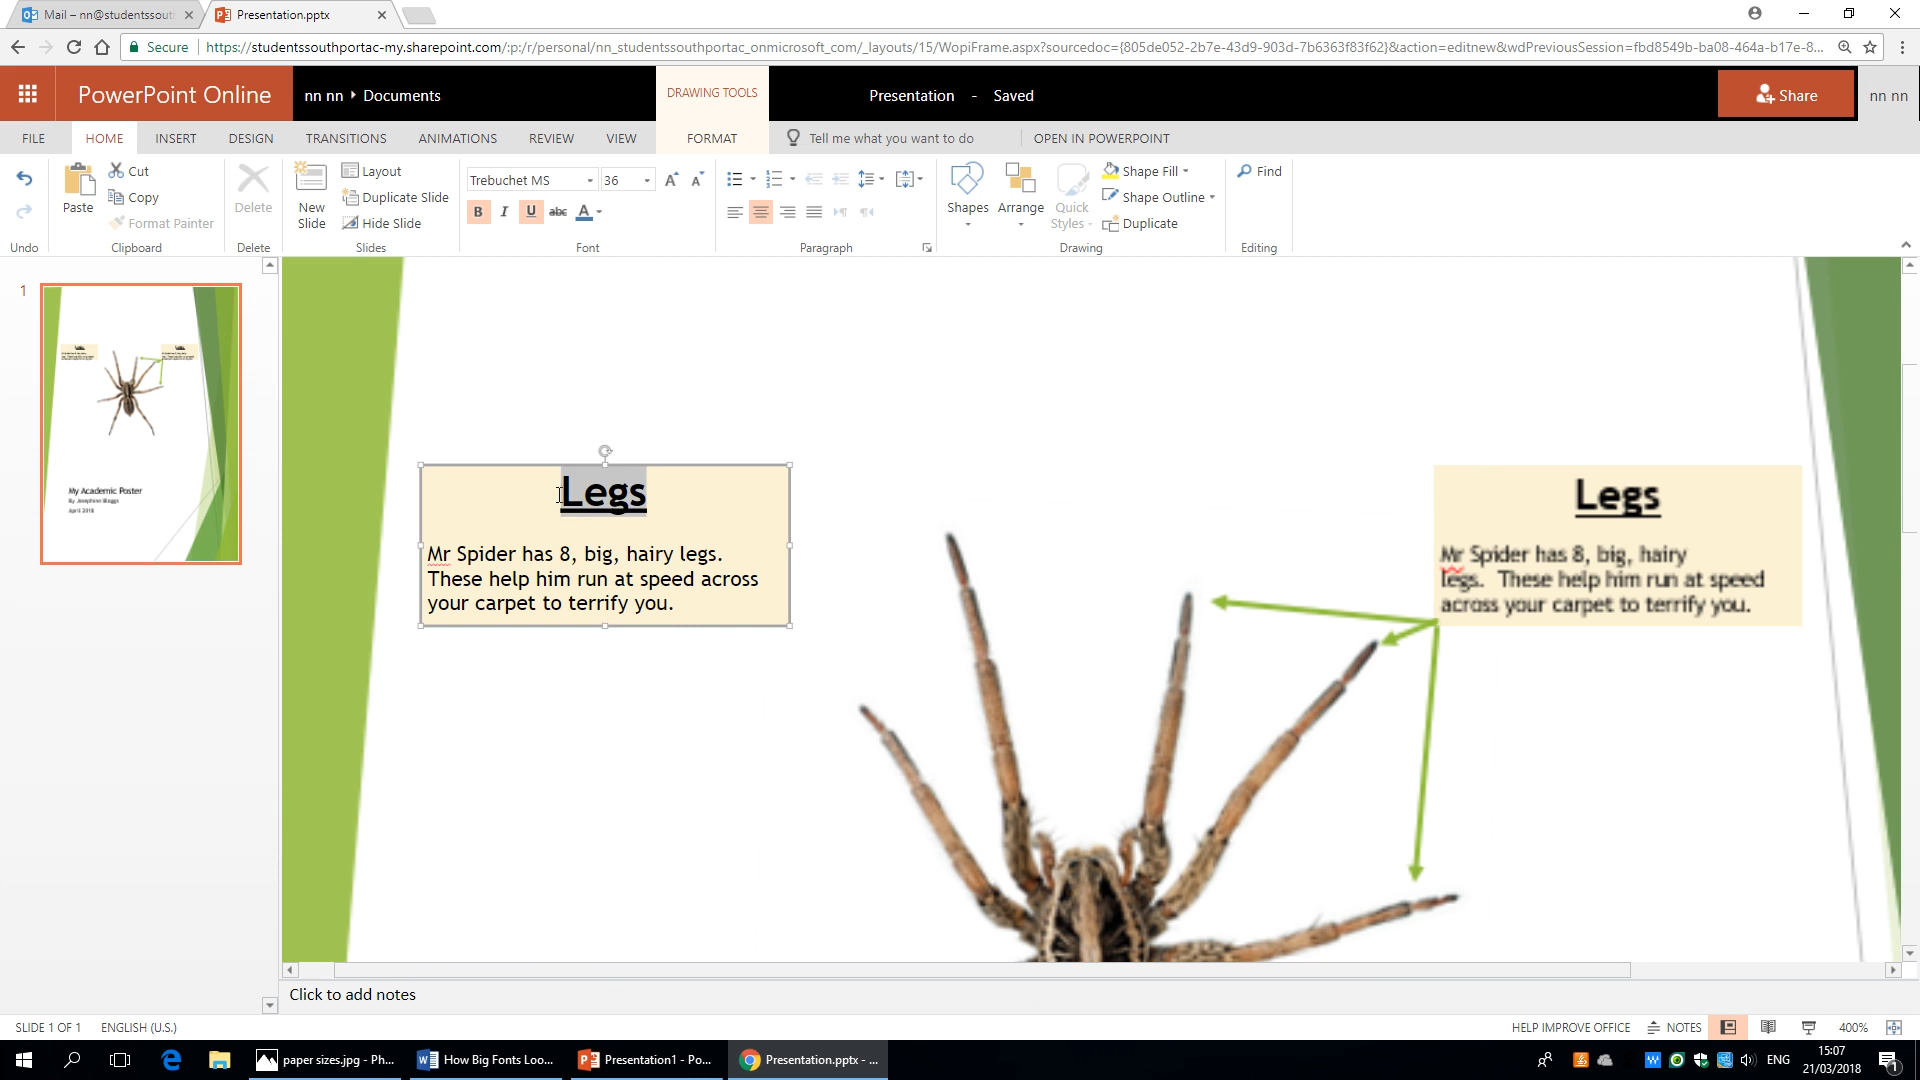 Mail – nn@studentssout
Presentation.pptx
Secure
https://studentssouthportac-my.sharepoint.com/:p:/r/personal/nn_studentssouthportac_onmicrosoft_com/_layouts/15/WopiFrame.aspx?sourcedoc={805de052-2b7e-43d9-903d-7b6363f83f62}&action=editnew&wdPreviousSession=fbd8549b-ba08-464a-b17e-8...
PowerPoint Online
nn nn
Documents
DRAWING TOOLS
Presentation - Saved
Share
nn nn
FILE HOME INSERT DESIGN TRANSITIONS ANIMATIONS REVIEW VIEW FORMAT Tell me what you want to do OPEN IN POWERPOINT
Undo
Paste
Cut
Copy
Format Painter
Clipboard
Delete
Delete
New
Slide
Layout
Duplicate Slide
Hide Slide
Slides
Trebuchet MS 36
B I U abc A
Font
Paragraph
Shapes
Arrange
Quick
Styles
Shape Fill
Shape Outline
Duplicate
Drawing
Find
Editing
1
My Academic Poster
By Josephine Bloggs
April 2018
Legs
Mr Spider has 8, big, hairy legs.
These help him run at speed across
your carpet to terrify you.
Legs
Mr Spider has 8, big, hairy
legs. These help him run at speed
across your carpet to terrify you.
Click to add notes
SLIDE 1 OF 1 ENGLISH (U.S.)
HELP IMPROVE OFFICE NOTES 400%
paper sizes.jpg - Ph...
How Big Fonts Loo...
Presentation1 - Po...
Presentation.pptx - ...
ENG
15:07
21/03/2018
1